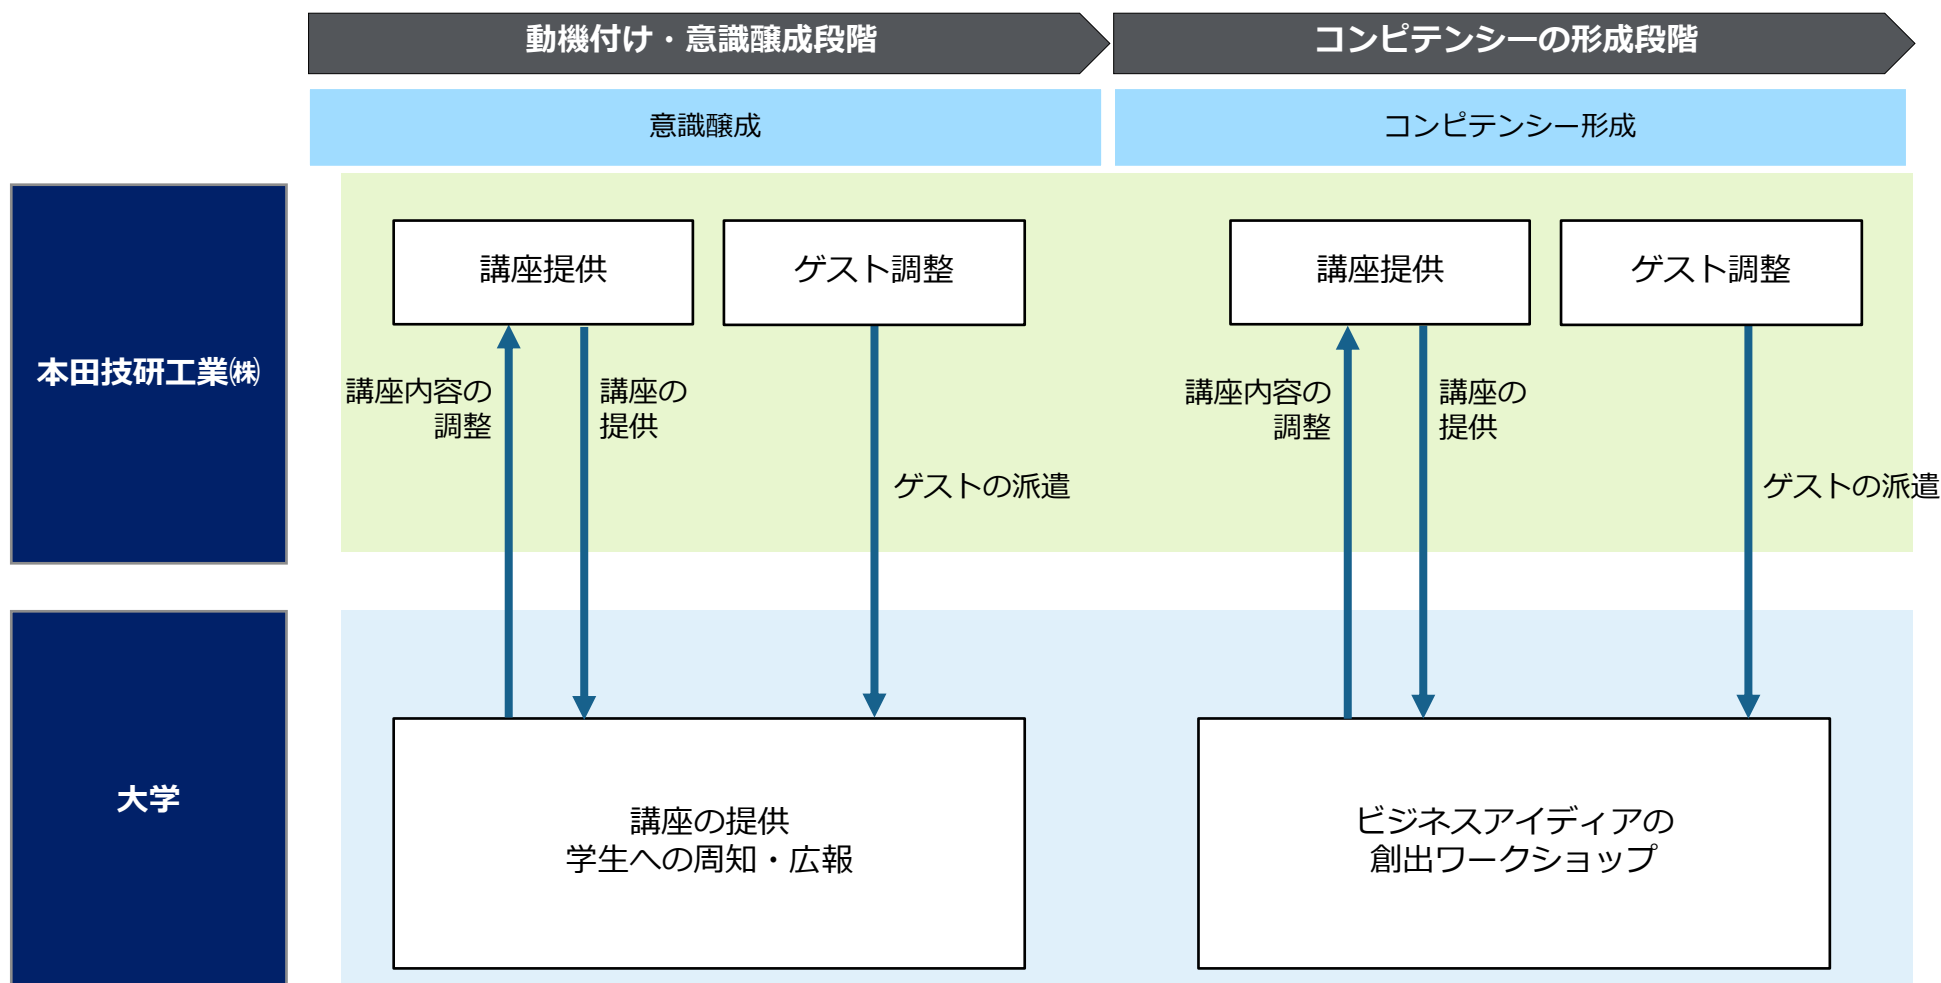 動機付け・意識醸成段階
コンピテンシーの形成段階
意識醸成
コンピテンシー形成
本田技研工業㈱
講座提供
ゲスト調整
講座提供
ゲスト調整
講座内容の
調整
講座の
提供
ゲストの派遣
講座内容の
調整
講座の
提供
ゲストの派遣
大学
講座の提供
学生への周知・広報
ビジネスアイディアの
創出ワークショップ